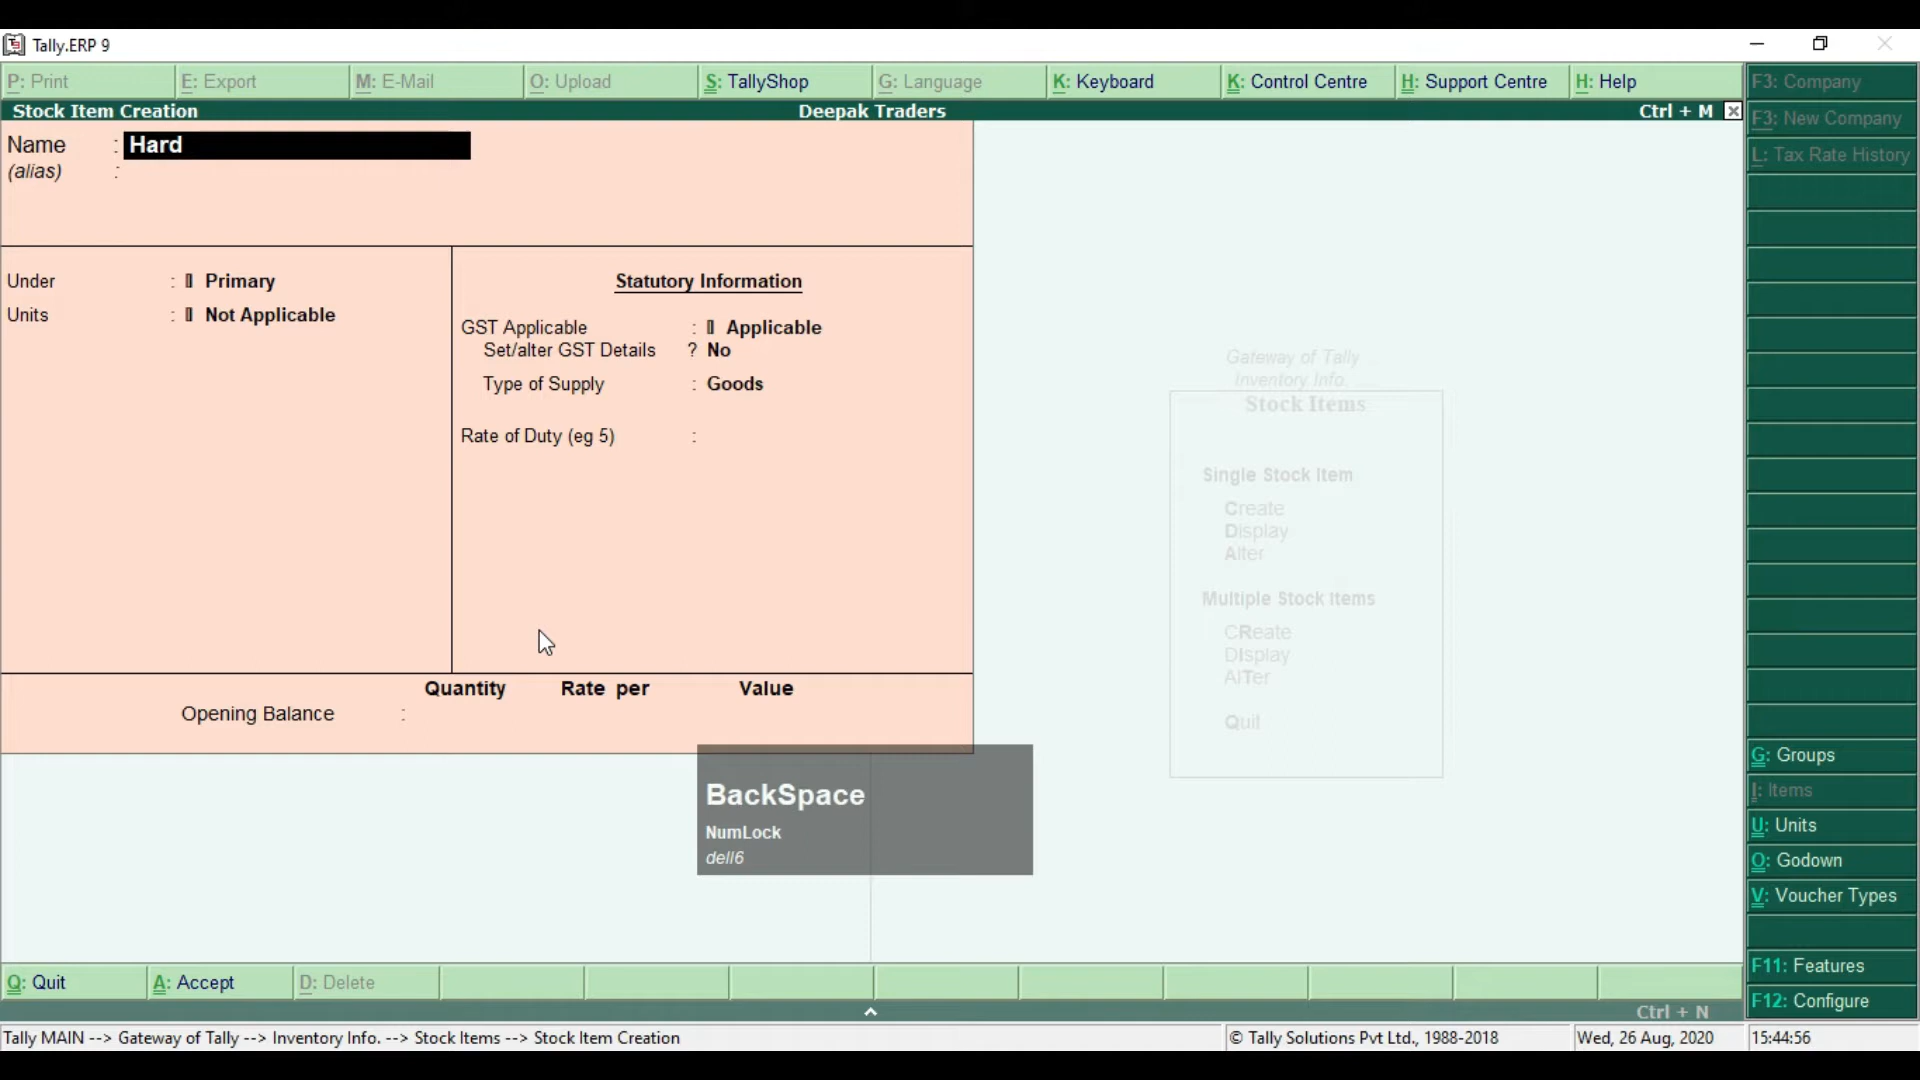 Tally.ERP 9
P: Print E: Export M: E-Mail O: Upload S: TallyShop G: Language K: Keyboard K: Control Centre H: Support Centre H: Help
Stock Item Creation Deepak Traders Ctrl + M
Name : Hard
(alias) :
Under : Primary
Units : Not Applicable
Statutory Information
GST Applicable : Applicable
Set/alter GST Details ? No
Type of Supply : Goods
Rate of Duty (eg 5) :
Quantity Rate per Value
Opening Balance :
Gateway of Tally ...
Inventory Info. ...
Stock Items
Single Stock Item
Create
Display
Alter
Multiple Stock Items
CReate
DIsplay
AlTer
Quit
BackSpace
NumLock
dell6
F3: Company
F3: New Company
L: Tax Rate History
G: Groups
I: Items
U: Units
O: Godown
V: Voucher Types
F11: Features
F12: Configure
Q: Quit A: Accept D: Delete
Ctrl + N
Tally MAIN --> Gateway of Tally --> Inventory Info. --> Stock Items --> Stock Item Creation © Tally Solutions Pvt Ltd., 1988-2018 Wed, 26 Aug, 2020 15:44:56